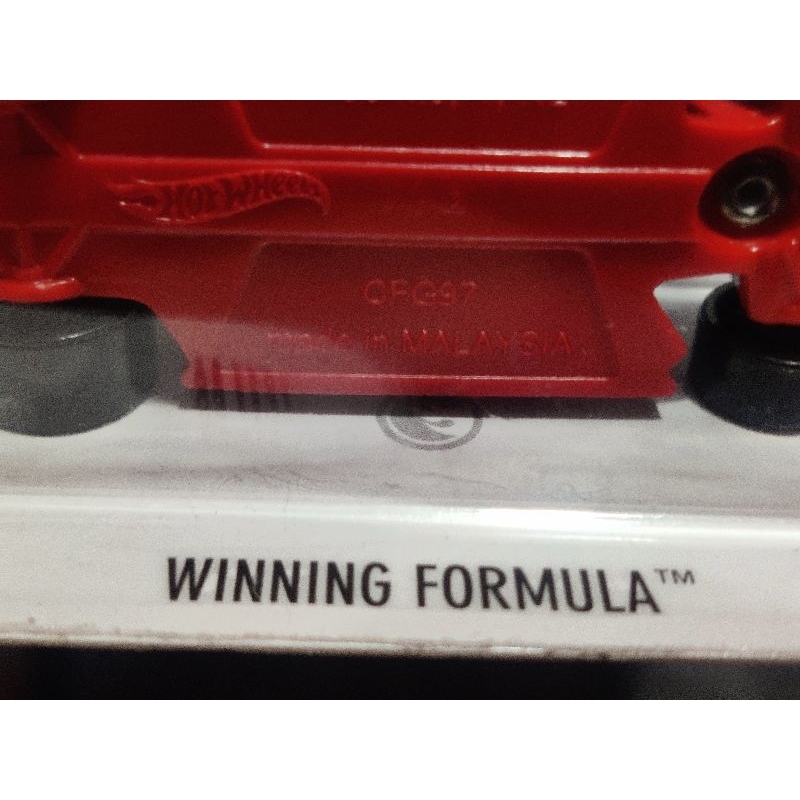 HOT WHEELS
CFG97
made in MALAYSIA
WINNING FORMULA™